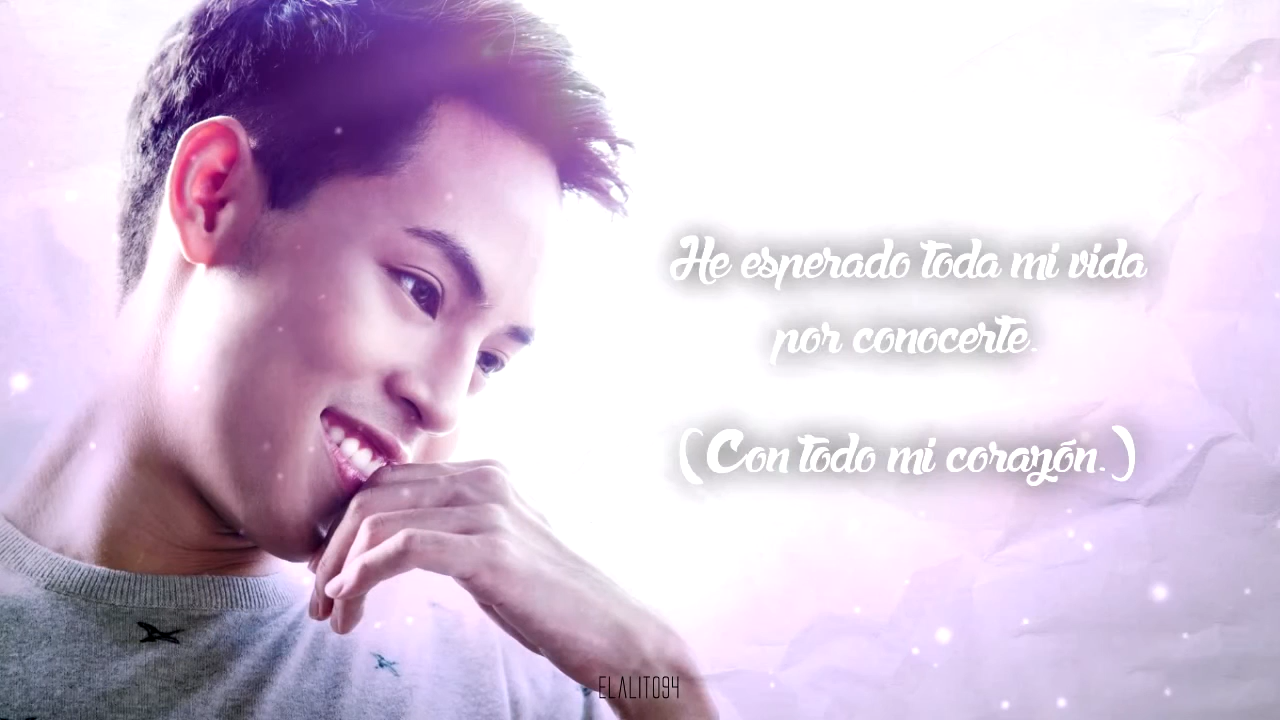 He esperado toda mi vida
por conocerte.
(Con todo mi corazón.)
ELALITO94